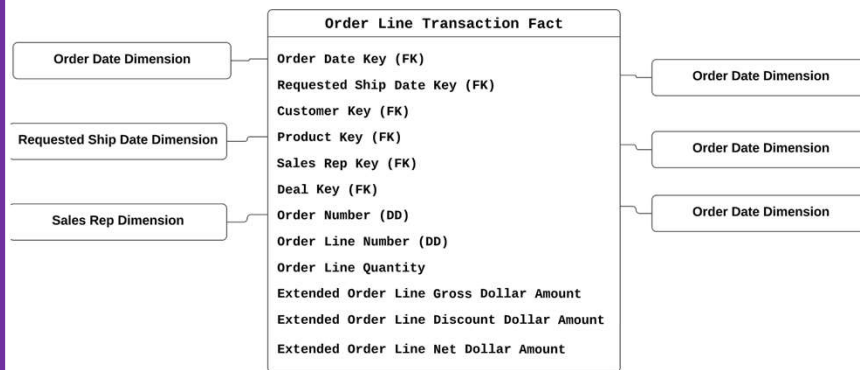 Order Line Transaction Fact
Order Date Dimension
Requested Ship Date Dimension
Sales Rep Dimension
Order Date Key (FK)
Requested Ship Date Key (FK)
Customer Key (FK)
Product Key (FK)
Sales Rep Key (FK)
Deal Key (FK)
Order Number (DD)
Order Line Number (DD)
Order Line Quantity
Extended Order Line Gross Dollar Amount
Extended Order Line Discount Dollar Amount
Extended Order Line Net Dollar Amount
Order Date Dimension
Order Date Dimension
Order Date Dimension